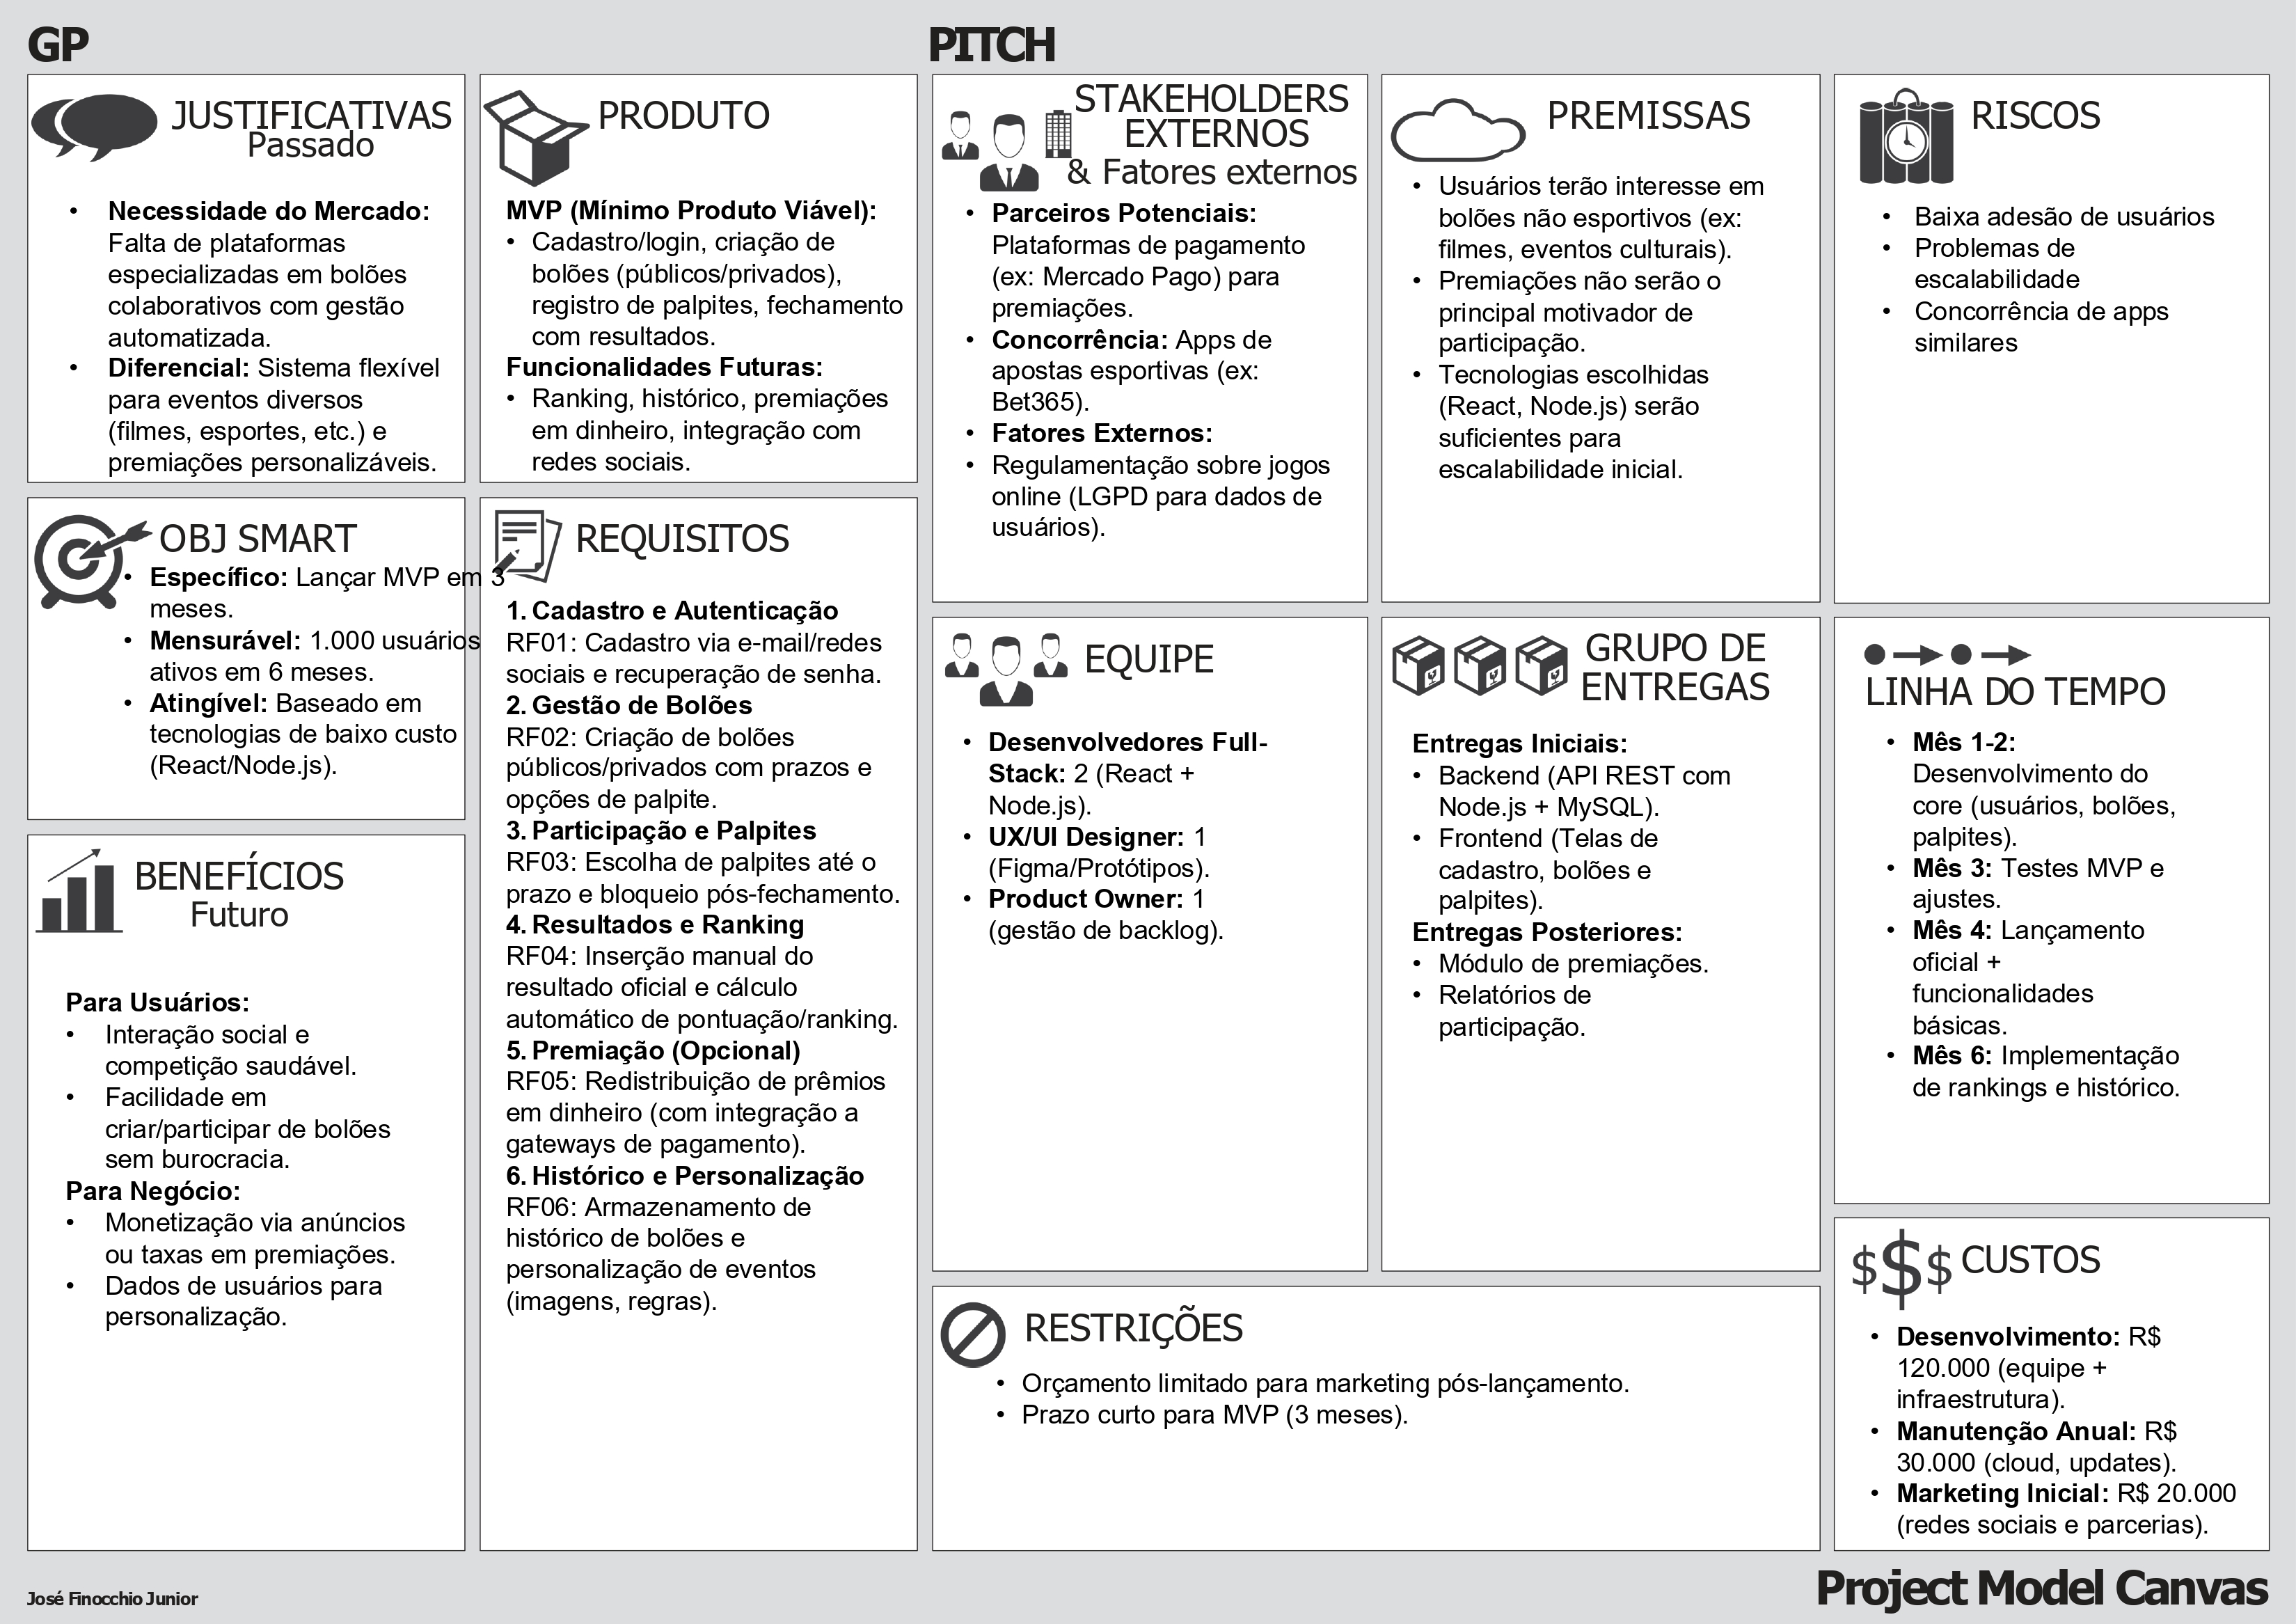 GP
PITCH
JUSTIFICATIVAS
Passado
• Necessidade do Mercado:
Falta de plataformas
especializadas em bolões
colaborativos com gestão
automatizada.
• Diferencial: Sistema flexível
para eventos diversos
(filmes, esportes, etc.) e
premiações personalizáveis.
OBJ SMART
• Específico: Lançar MVP em 3
meses.
• Mensurável: 1.000 usuários
ativos em 6 meses.
• Atingível: Baseado em
tecnologias de baixo custo
(React/Node.js).
BENEFÍCIOS
Futuro
Para Usuários:
• Interação social e
competição saudável.
• Facilidade em
criar/participar de bolões
sem burocracia.
Para Negócio:
• Monetização via anúncios
ou taxas em premiações.
• Dados de usuários para
personalização.
PRODUTO
MVP (Mínimo Produto Viável):
• Cadastro/login, criação de
bolões (públicos/privados),
registro de palpites, fechamento
com resultados.
Funcionalidades Futuras:
• Ranking, histórico, premiações
em dinheiro, integração com
redes sociais.
REQUISITOS
1. Cadastro e Autenticação
RF01: Cadastro via e-mail/redes
sociais e recuperação de senha.
2. Gestão de Bolões
RF02: Criação de bolões
públicos/privados com prazos e
opções de palpite.
3. Participação e Palpites
RF03: Escolha de palpites até o
prazo e bloqueio pós-fechamento.
4. Resultados e Ranking
RF04: Inserção manual do
resultado oficial e cálculo
automático de pontuação/ranking.
5. Premiação (Opcional)
RF05: Redistribuição de prêmios
em dinheiro (com integração a
gateways de pagamento).
6. Histórico e Personalização
RF06: Armazenamento de
histórico de bolões e
personalização de eventos
(imagens, regras).
STAKEHOLDERS
EXTERNOS
& Fatores externos
• Parceiros Potenciais:
Plataformas de pagamento
(ex: Mercado Pago) para
premiações.
• Concorrência: Apps de
apostas esportivas (ex:
Bet365).
• Fatores Externos:
• Regulamentação sobre jogos
online (LGPD para dados de
usuários).
EQUIPE
• Desenvolvedores Full-
Stack: 2 (React +
Node.js).
• UX/UI Designer: 1
(Figma/Protótipos).
• Product Owner: 1
(gestão de backlog).
PREMISSAS
• Usuários terão interesse em
bolões não esportivos (ex:
filmes, eventos culturais).
• Premiações não serão o
principal motivador de
participação.
• Tecnologias escolhidas
(React, Node.js) serão
suficientes para
escalabilidade inicial.
GRUPO DE
ENTREGAS
Entregas Iniciais:
• Backend (API REST com
Node.js + MySQL).
• Frontend (Telas de
cadastro, bolões e
palpites).
Entregas Posteriores:
• Módulo de premiações.
• Relatórios de
participação.
RESTRIÇÕES
• Orçamento limitado para marketing pós-lançamento.
• Prazo curto para MVP (3 meses).
RISCOS
• Baixa adesão de usuários
• Problemas de
escalabilidade
• Concorrência de apps
similares
LINHA DO TEMPO
• Mês 1-2:
Desenvolvimento do
core (usuários, bolões,
palpites).
• Mês 3: Testes MVP e
ajustes.
• Mês 4: Lançamento
oficial +
funcionalidades
básicas.
• Mês 6: Implementação
de rankings e histórico.
$$$ CUSTOS
• Desenvolvimento: R$
120.000 (equipe +
infraestrutura).
• Manutenção Anual: R$
30.000 (cloud, updates).
• Marketing Inicial: R$ 20.000
(redes sociais e parcerias).
José Finocchio Junior
Project Model Canvas